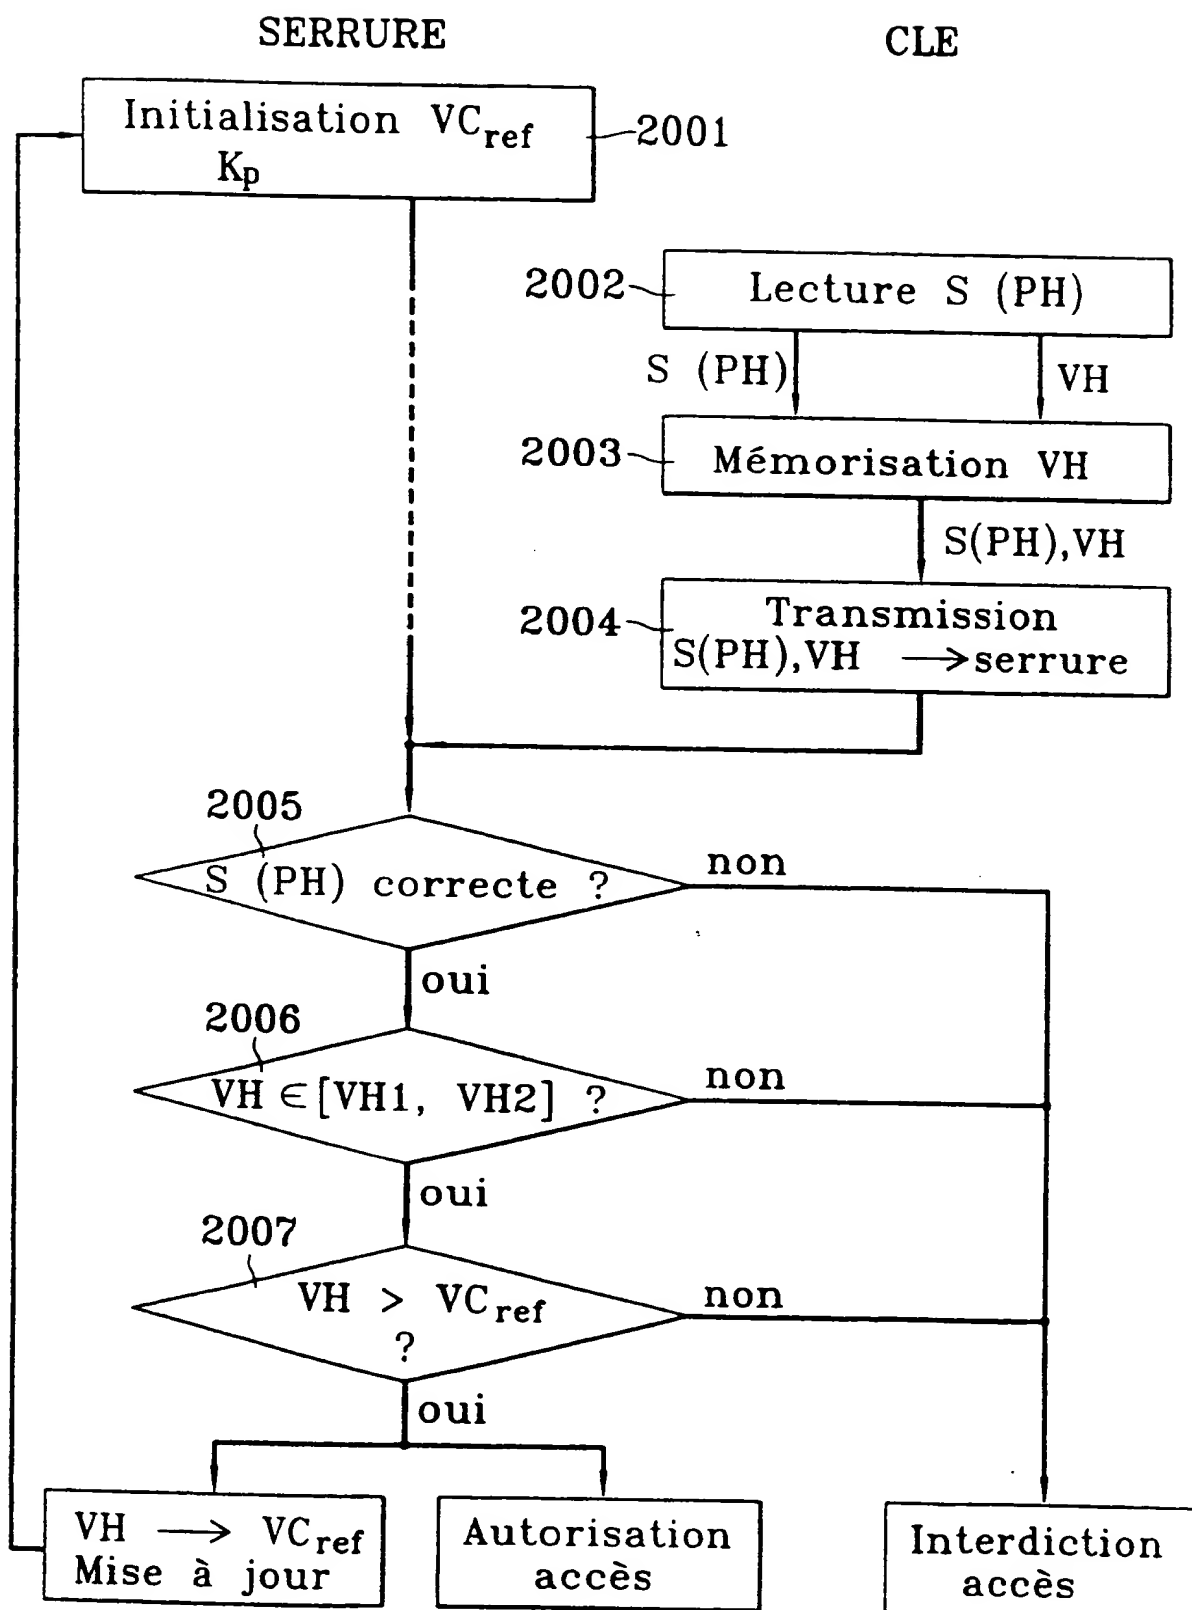 SERRURE
CLE
Initialisation VCref
Kp
2001
2002
Lecture S (PH)
S (PH)
VH
2003
Mémorisation VH
S(PH),VH
2004
Transmission
S(PH),VH → serrure
2005
S (PH) correcte ?
non
oui
2006
VH ∈ [VH1, VH2] ?
non
oui
2007
VH > VCref
?
non
oui
VH → VCref
Mise à jour
Autorisation
accès
Interdiction
accès